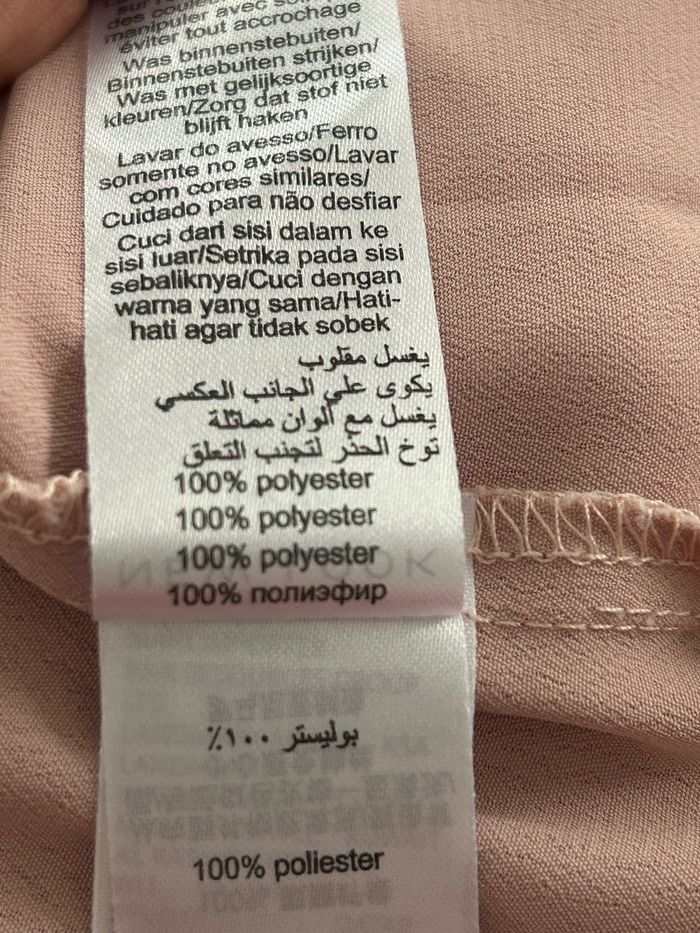 des couleurs
manipuler avec
éviter tout accrochage
Was binnenstebuiten/
Binnenstebuiten strijken/
Was met gelijksoortige
kleuren/Zorg dat stof niet
blijft haken
Lavar do avesso/Ferro
somente no avesso/Lavar
com cores similares/
Cuidado para não desfiar
Cuci dari sisi dalam ke
sisi luar/Setrika pada sisi
sebaliknya/Cuci dengan
warna yang sama/Hati-
hati agar tidak sobek
يغسل مقلوب
يكوى على الجانب العكسي
يغسل مع ألوان مماثلة
توخ الحذر لتجنب التعلق
100% polyester
100% polyester
100% polyester
100% полиэфир
بوليستر ١٠٠٪
100% poliester